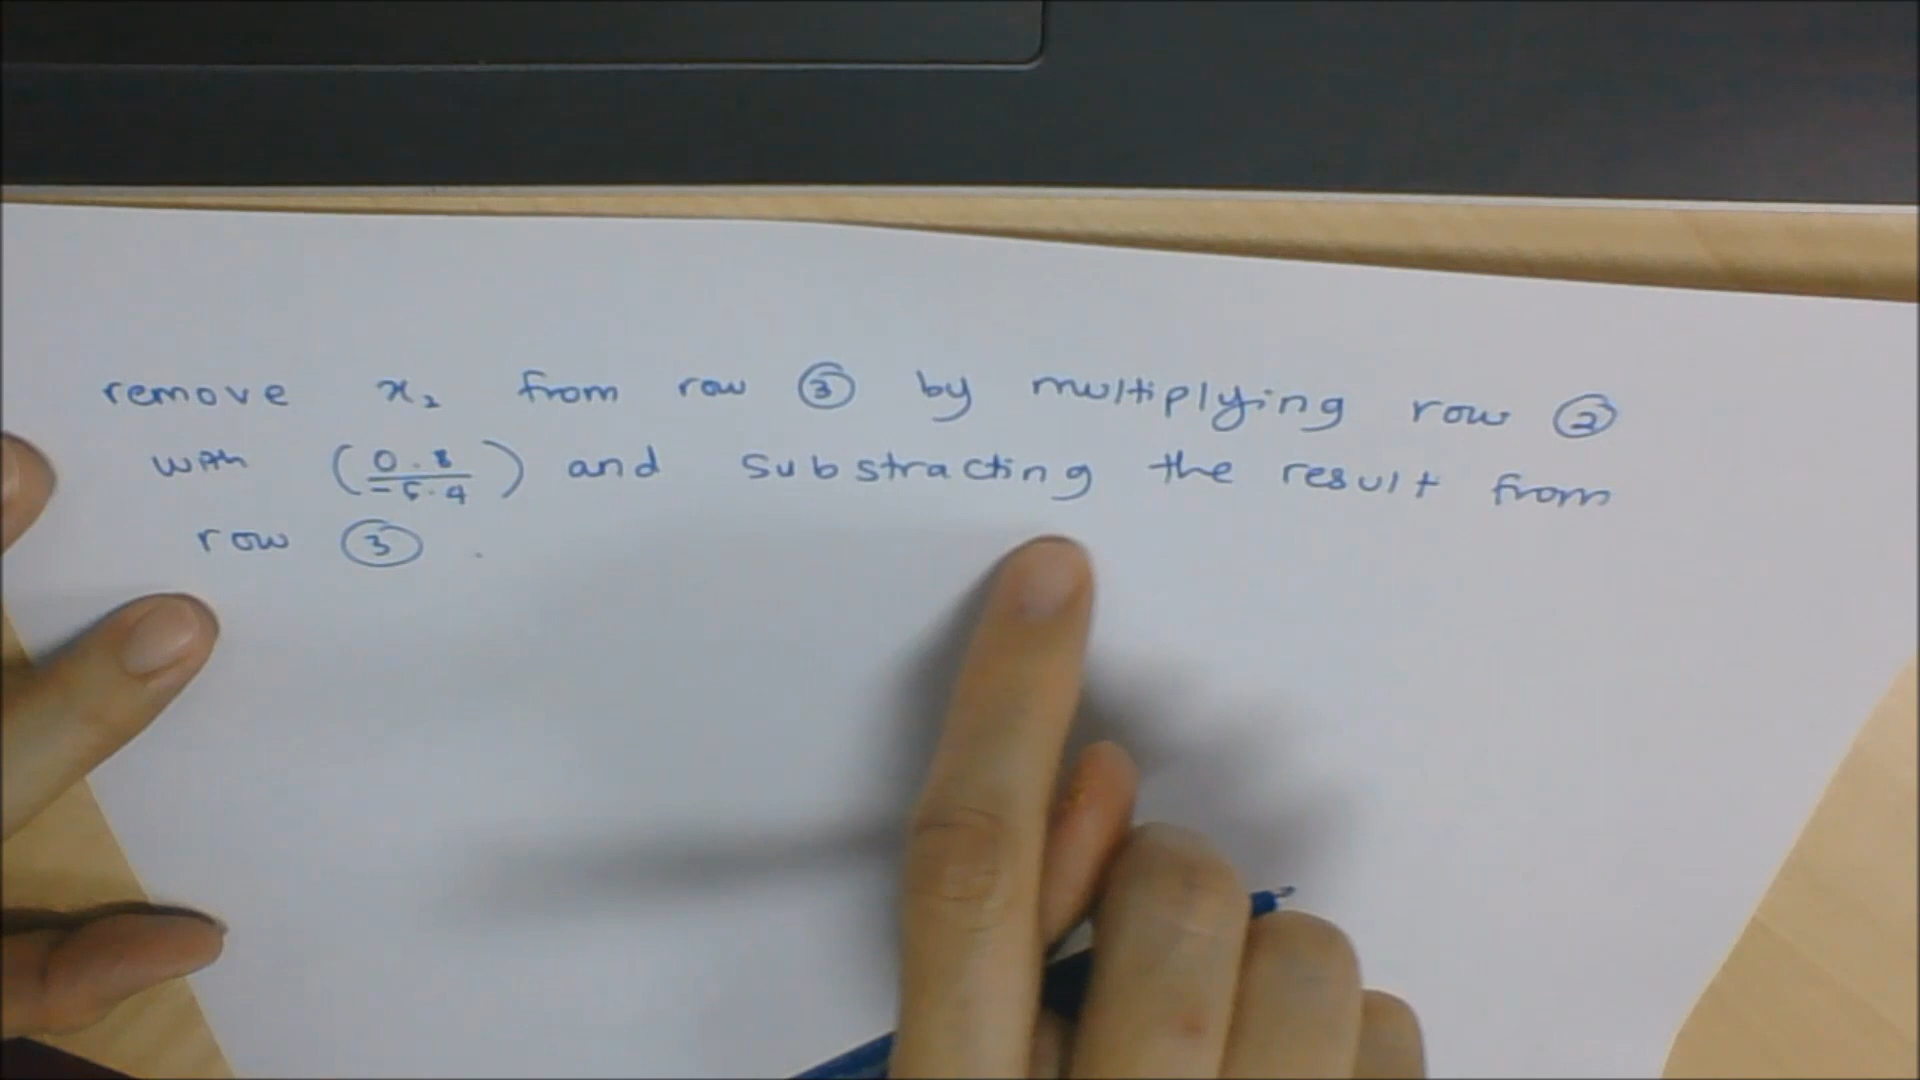 remove x₂ from row ③ by multiplying row ②
with (0.8/-5.4) and substracting the result from
row ③ .